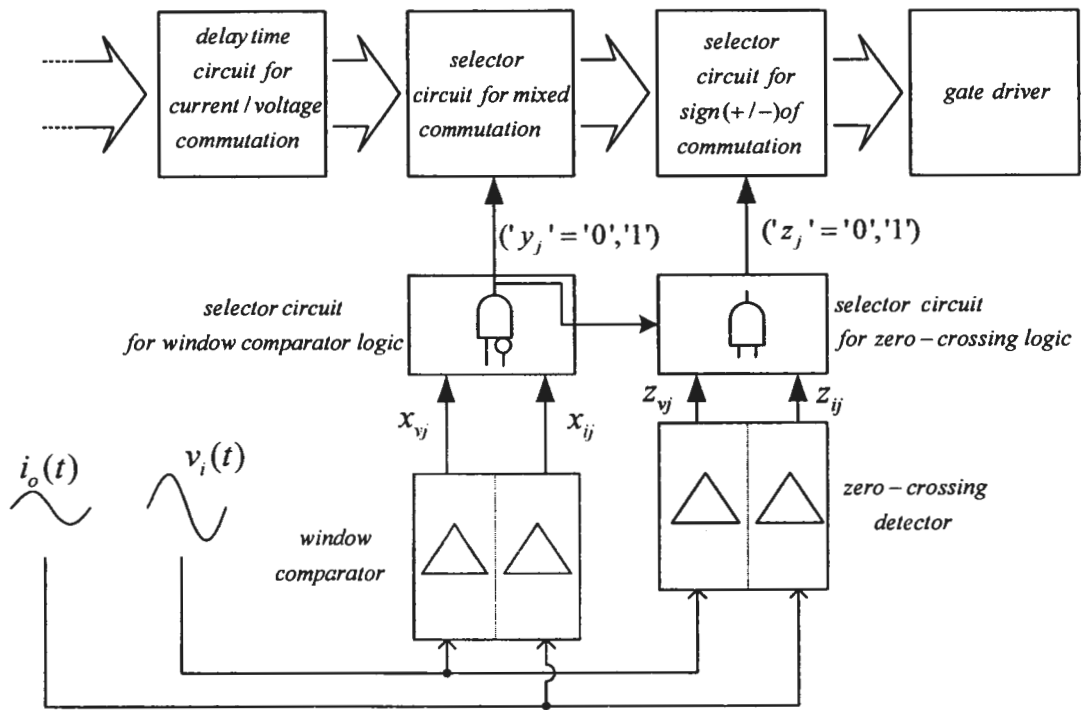 delay time
circuit for
current / voltage
commutation
selector
circuit for mixed
commutation
selector
circuit for
sign(+/−)of
commutation
gate driver
('y_j'='0','1')
('z_j'='0','1')
selector circuit
for window comparator logic
selector circuit
for zero−crossing logic
x_vj
x_ij
z_vj
z_ij
i_o(t)
v_i(t)
window
comparator
zero−crossing
detector